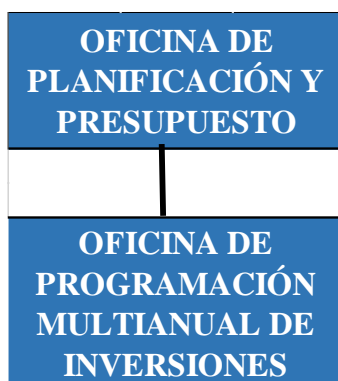 OFICINA DE
PLANIFICACIÓN Y
PRESUPUESTO
OFICINA DE
PROGRAMACIÓN
MULTIANUAL DE
INVERSIONES